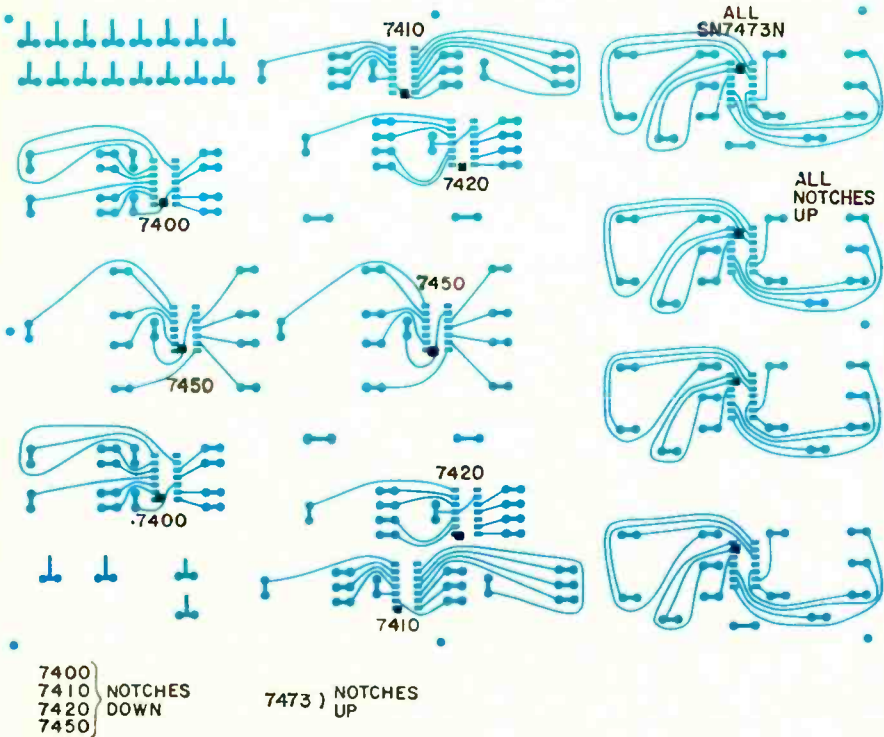 7410
ALL
SN7473N
7420
7400
ALL
NOTCHES
UP
7450
7450
7420
.7400
7410
7400
7410 NOTCHES
7420 DOWN
7450
7473 ) NOTCHES
UP